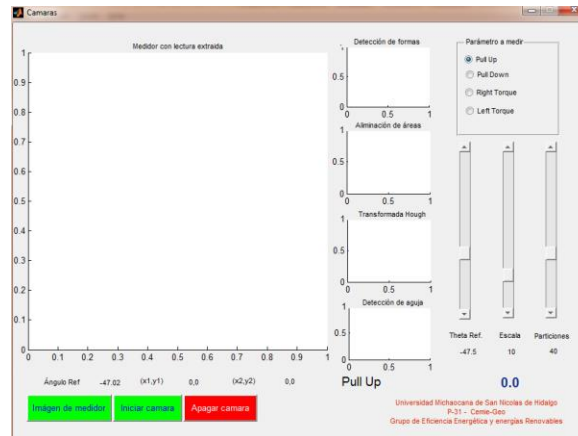 Camaras
Medidor con lectura extraida
1
0.9
0.8
0.7
0.6
0.5
0.4
0.3
0.2
0.1
0
0 0.1 0.2 0.3 0.4 0.5 0.6 0.7 0.8 0.9 1
Detección de formas
0.5
0
0 0.5 1
Aliminación de áreas
1
0.5
0
0 0.5 1
Transformada Hough
1
0.5
0
0 0.5 1
Detección de aguja
1
0.5
0
0 0.5 1
Parámetro a medir
Pull Up
Pull Down
Right Torque
Left Torque
Theta Ref. Escala Particiones
-47.5 10 40
Ángulo Ref -47.02 (x1,y1) 0,0 (x2,y2) 0,0
Pull Up 0.0
Imágen de medidor Iniciar camara Apagar camara
Universidad Michaocana de San Nicolas de Hidalgo
P-31 - Cemie-Geo
Grupo de Eficiencia Energética y energías Renovables